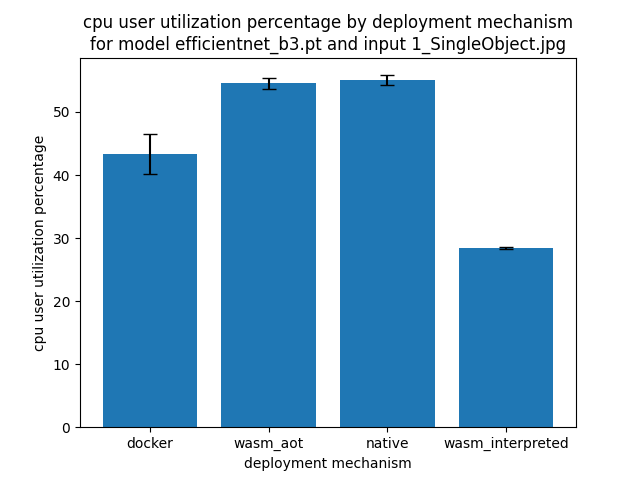 cpu user utilization percentage by deployment mechanism
for model efficientnet_b3.pt and input 1_SingleObject.jpg
cpu user utilization percentage
50
40
30
20
10
0
docker wasm_aot native wasm_interpreted
deployment mechanism